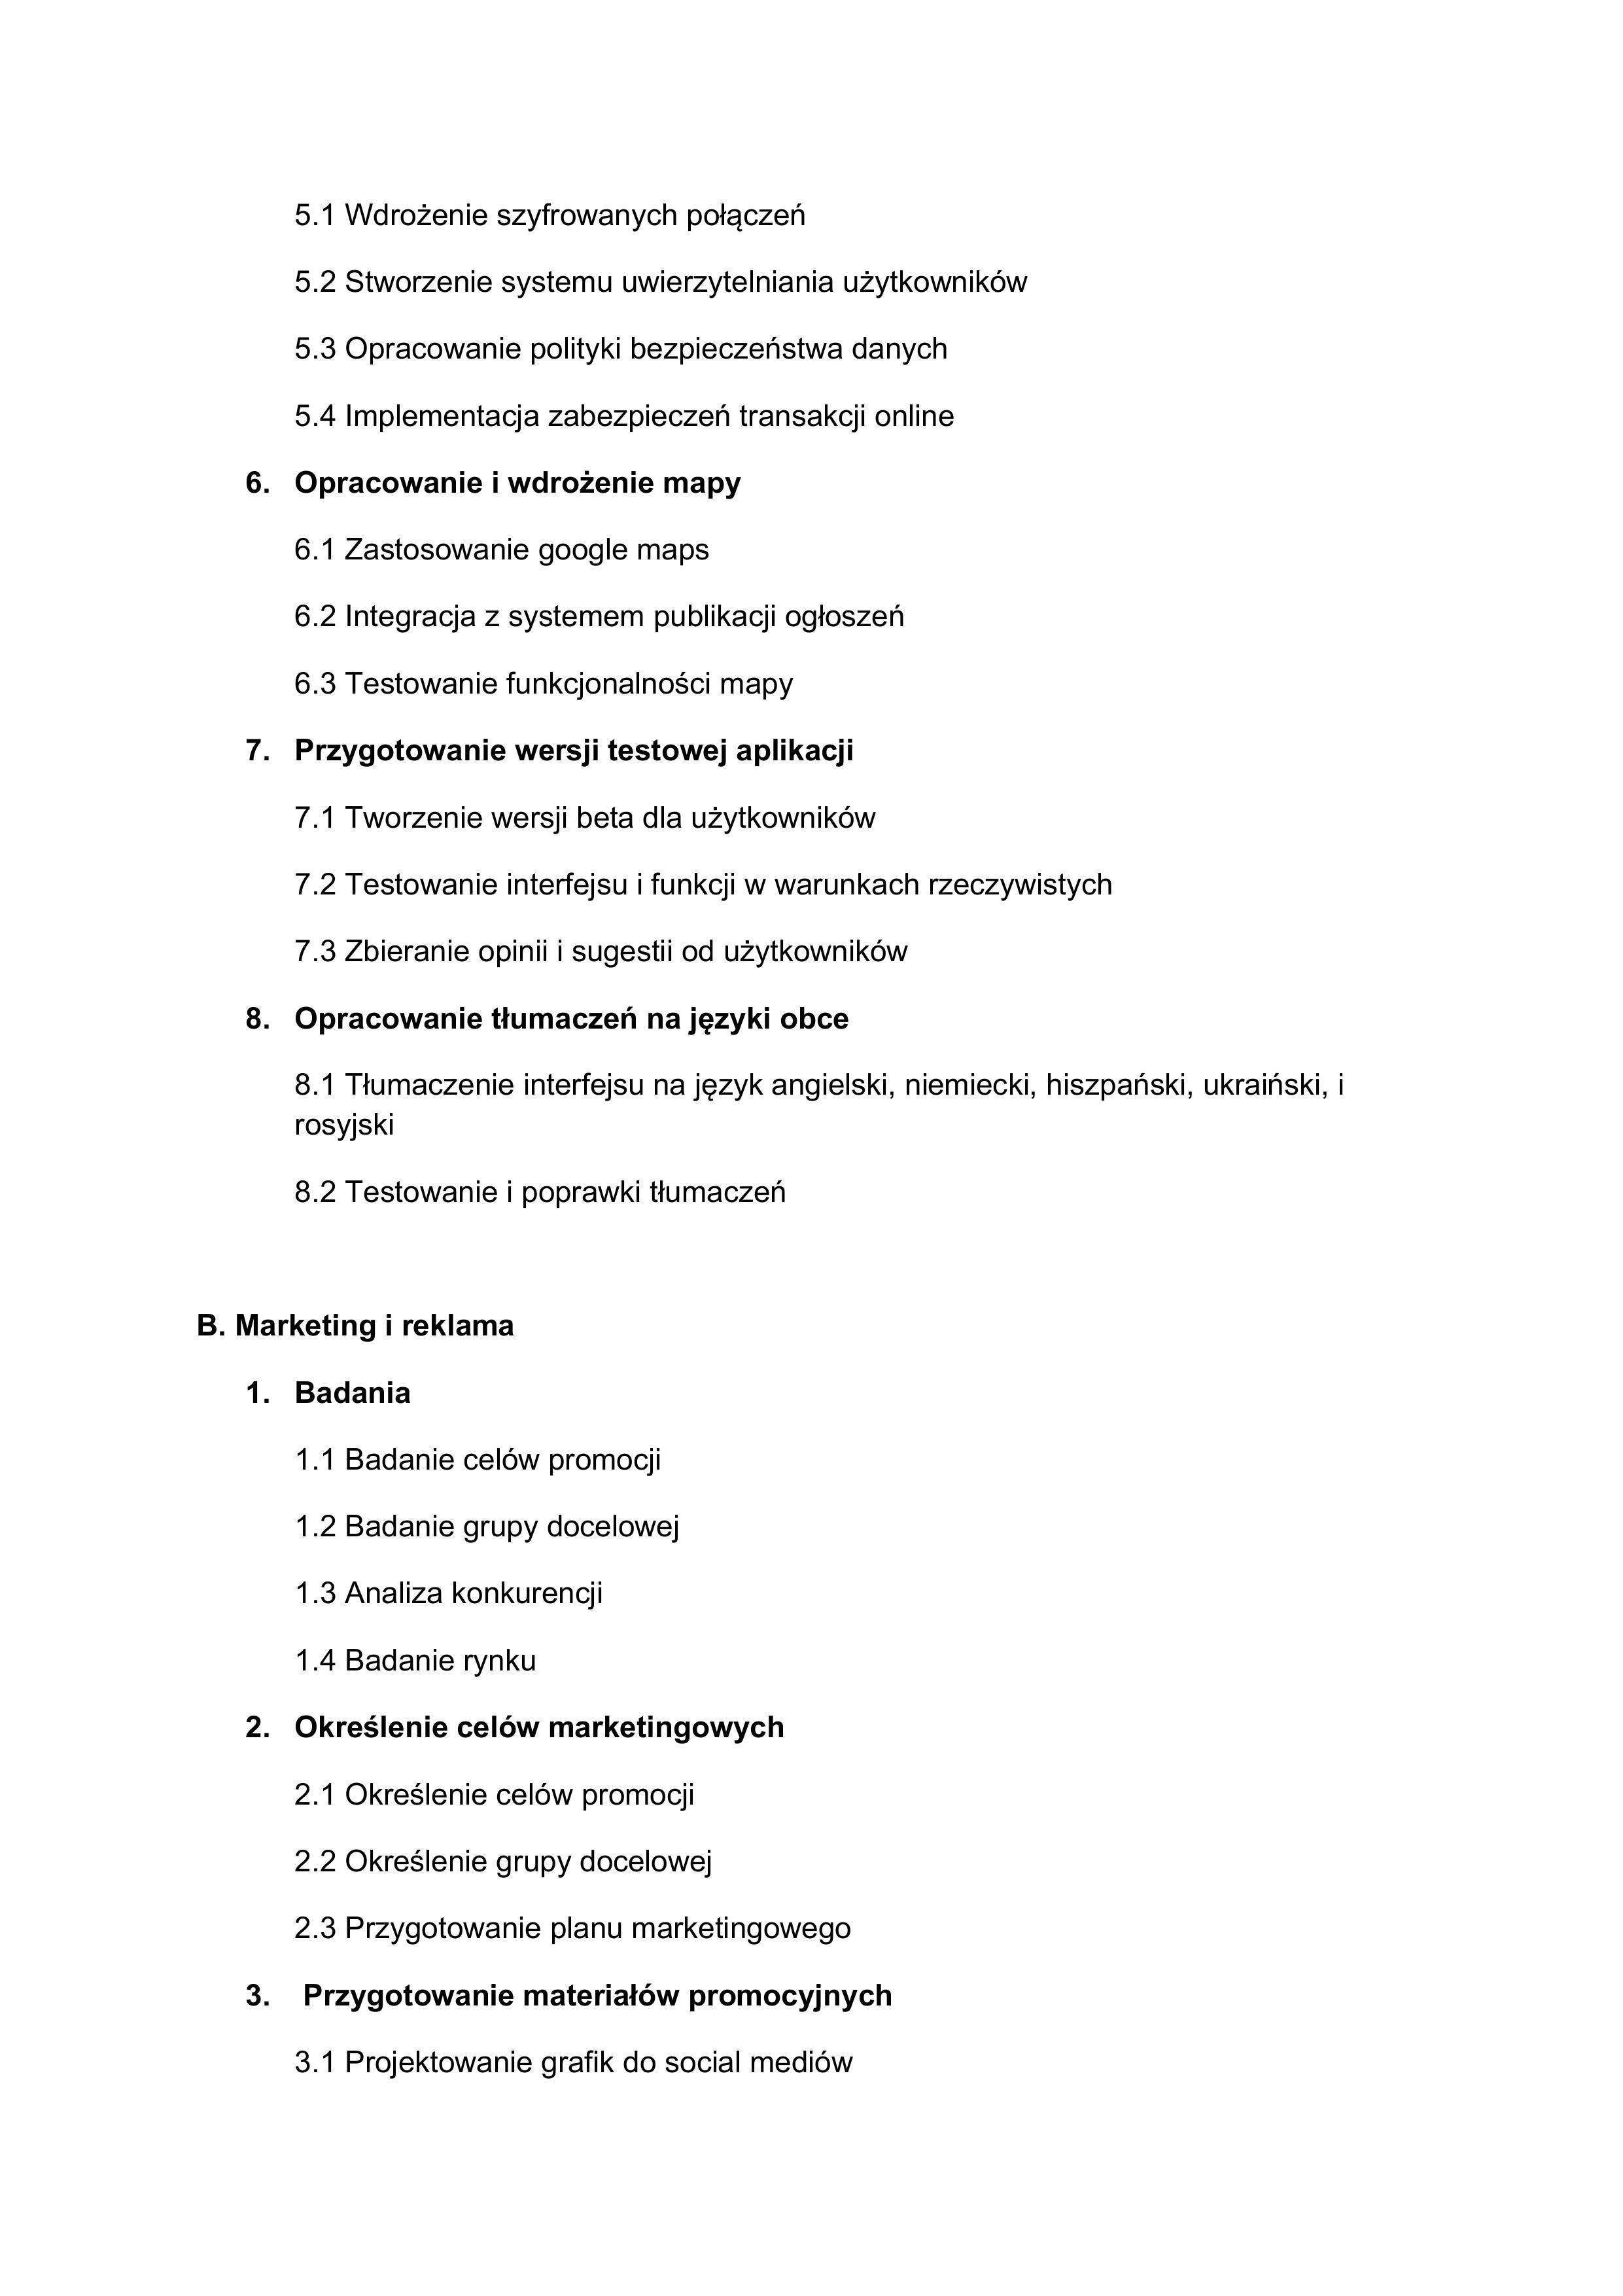 5.1 Wdrożenie szyfrowanych połączeń
5.2 Stworzenie systemu uwierzytelniania użytkowników
5.3 Opracowanie polityki bezpieczeństwa danych
5.4 Implementacja zabezpieczeń transakcji online
6. Opracowanie i wdrożenie mapy
6.1 Zastosowanie google maps
6.2 Integracja z systemem publikacji ogłoszeń
6.3 Testowanie funkcjonalności mapy
7. Przygotowanie wersji testowej aplikacji
7.1 Tworzenie wersji beta dla użytkowników
7.2 Testowanie interfejsu i funkcji w warunkach rzeczywistych
7.3 Zbieranie opinii i sugestii od użytkowników
8. Opracowanie tłumaczeń na języki obce
8.1 Tłumaczenie interfejsu na język angielski, niemiecki, hiszpański, ukraiński, i
rosyjski
8.2 Testowanie i poprawki tłumaczeń
B. Marketing i reklama
1. Badania
1.1 Badanie celów promocji
1.2 Badanie grupy docelowej
1.3 Analiza konkurencji
1.4 Badanie rynku
2. Określenie celów marketingowych
2.1 Określenie celów promocji
2.2 Określenie grupy docelowej
2.3 Przygotowanie planu marketingowego
3. Przygotowanie materiałów promocyjnych
3.1 Projektowanie grafik do social mediów